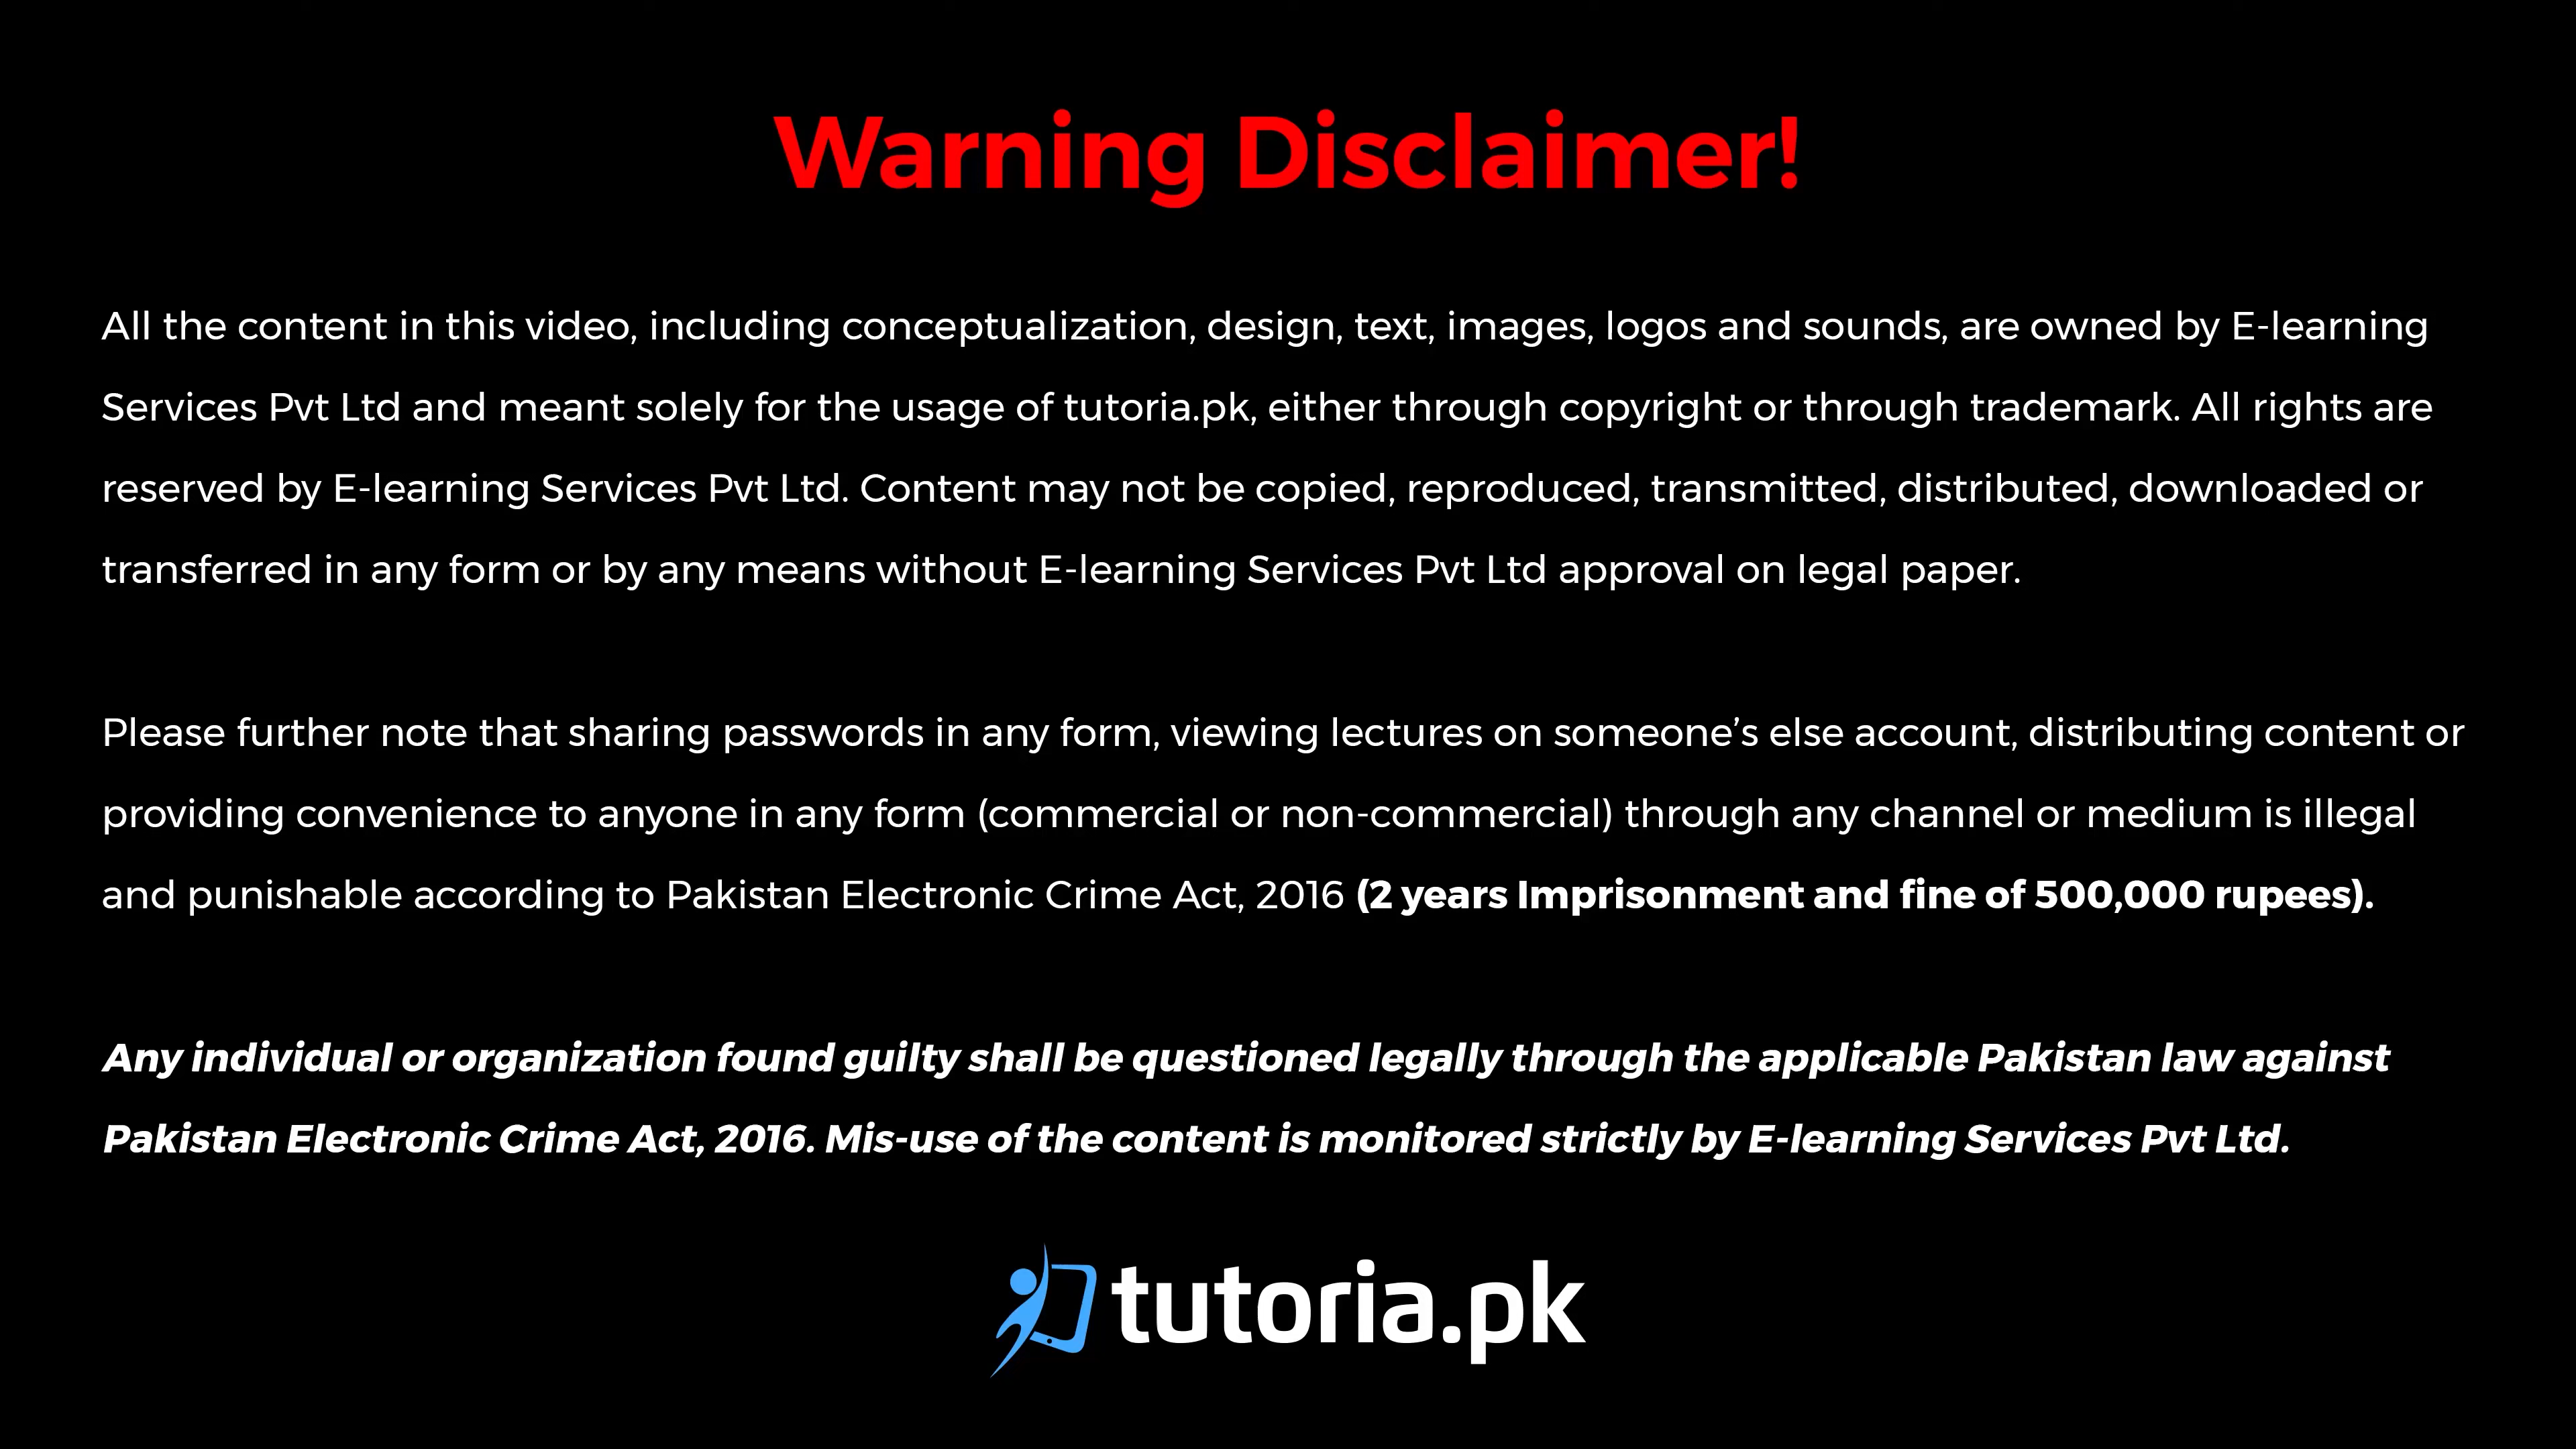 Warning Disclaimer!
All the content in this video, including conceptualization, design, text, images, logos and sounds, are owned by E-learning
Services Pvt Ltd and meant solely for the usage of tutoria.pk, either through copyright or through trademark. All rights are
reserved by E-learning Services Pvt Ltd. Content may not be copied, reproduced, transmitted, distributed, downloaded or
transferred in any form or by any means without E-learning Services Pvt Ltd approval on legal paper.
Please further note that sharing passwords in any form, viewing lectures on someone’s else account, distributing content or
providing convenience to anyone in any form (commercial or non-commercial) through any channel or medium is illegal
and punishable according to Pakistan Electronic Crime Act, 2016 (2 years Imprisonment and fine of 500,000 rupees).
Any individual or organization found guilty shall be questioned legally through the applicable Pakistan law against
Pakistan Electronic Crime Act, 2016. Mis-use of the content is monitored strictly by E-learning Services Pvt Ltd.
tutoria.pk